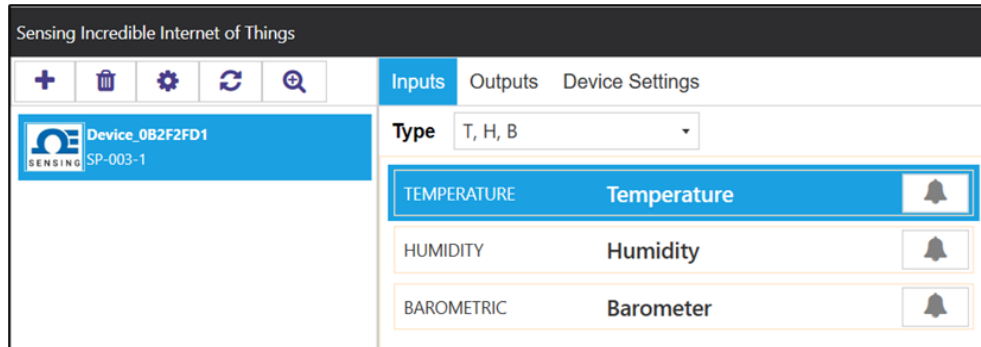 Sensing Incredible Internet of Things
Inputs Outputs Device Settings
Device_0B2F2FD1
SP-003-1
ΩE
SENSING
Type T, H, B
TEMPERATURE Temperature
HUMIDITY Humidity
BAROMETRIC Barometer